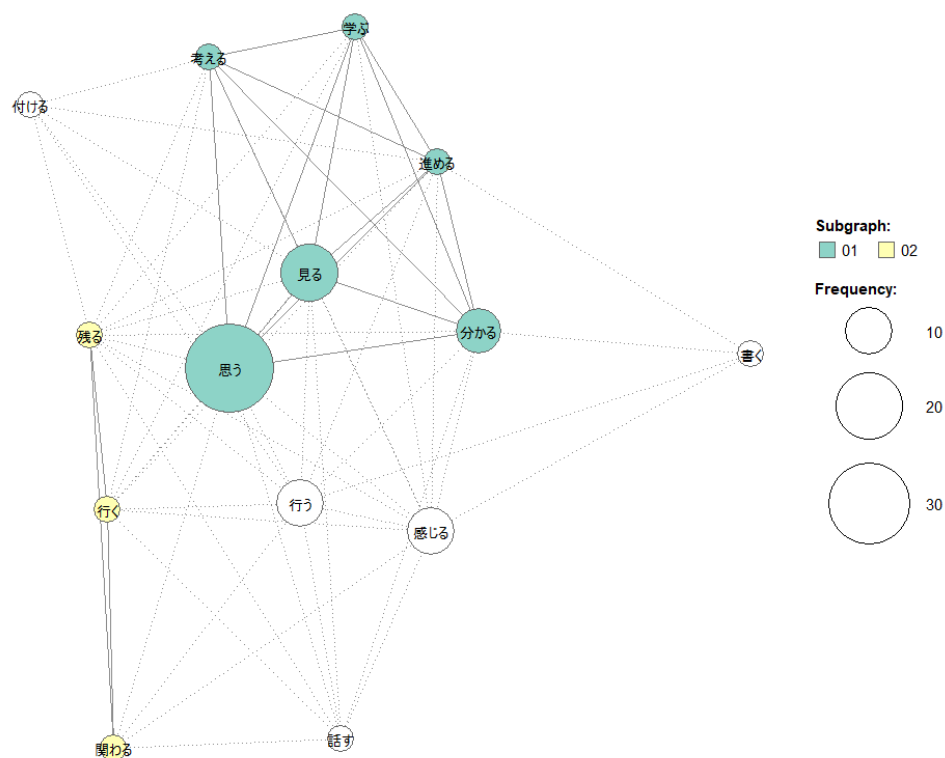 学ぶ
考える
付ける
進める
Subgraph:
01 02
見る
Frequency:
残る
分かる
10
書く
思う
20
行く
行う
30
感じる
関わる
話す